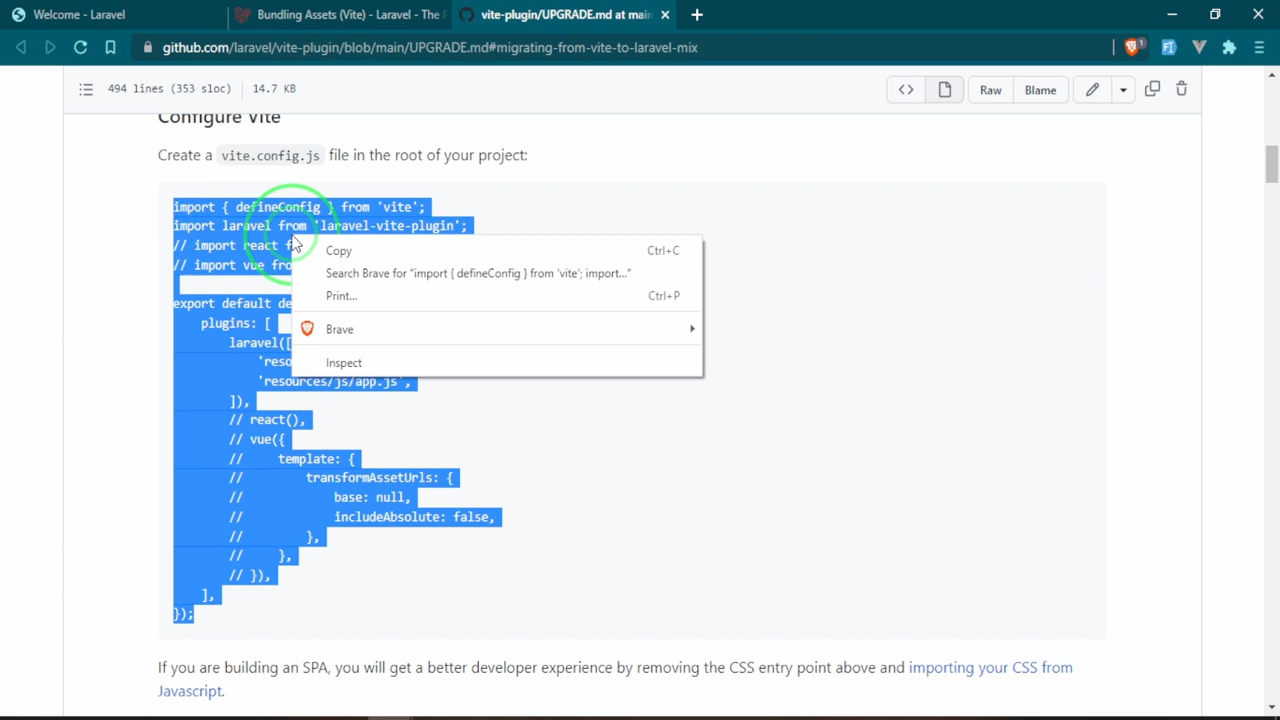 Welcome - Laravel
Bundling Assets (Vite) - Laravel - The
vite-plugin/UPGRADE.md at main
github.com/laravel/vite-plugin/blob/main/UPGRADE.md#migrating-from-vite-to-laravel-mix
1
494 lines (353 sloc) 14.7 KB
Raw
Blame
Configure Vite
Create a vite.config.js file in the root of your project:
import { defineConfig } from 'vite';
import laravel from 'laravel-vite-plugin';
// import react f
// import vue fro
export default de
plugins: [
laravel([
'reso
'resources/js/app.js',
]),
// react(),
// vue({
// template: {
// transformAssetUrls: {
// base: null,
// includeAbsolute: false,
// },
// },
// }),
],
});
Copy Ctrl+C
Search Brave for "import { defineConfig } from 'vite'; import..."
Print... Ctrl+P
Brave
Inspect
If you are building an SPA, you will get a better developer experience by removing the CSS entry point above and importing your CSS from
Javascript.